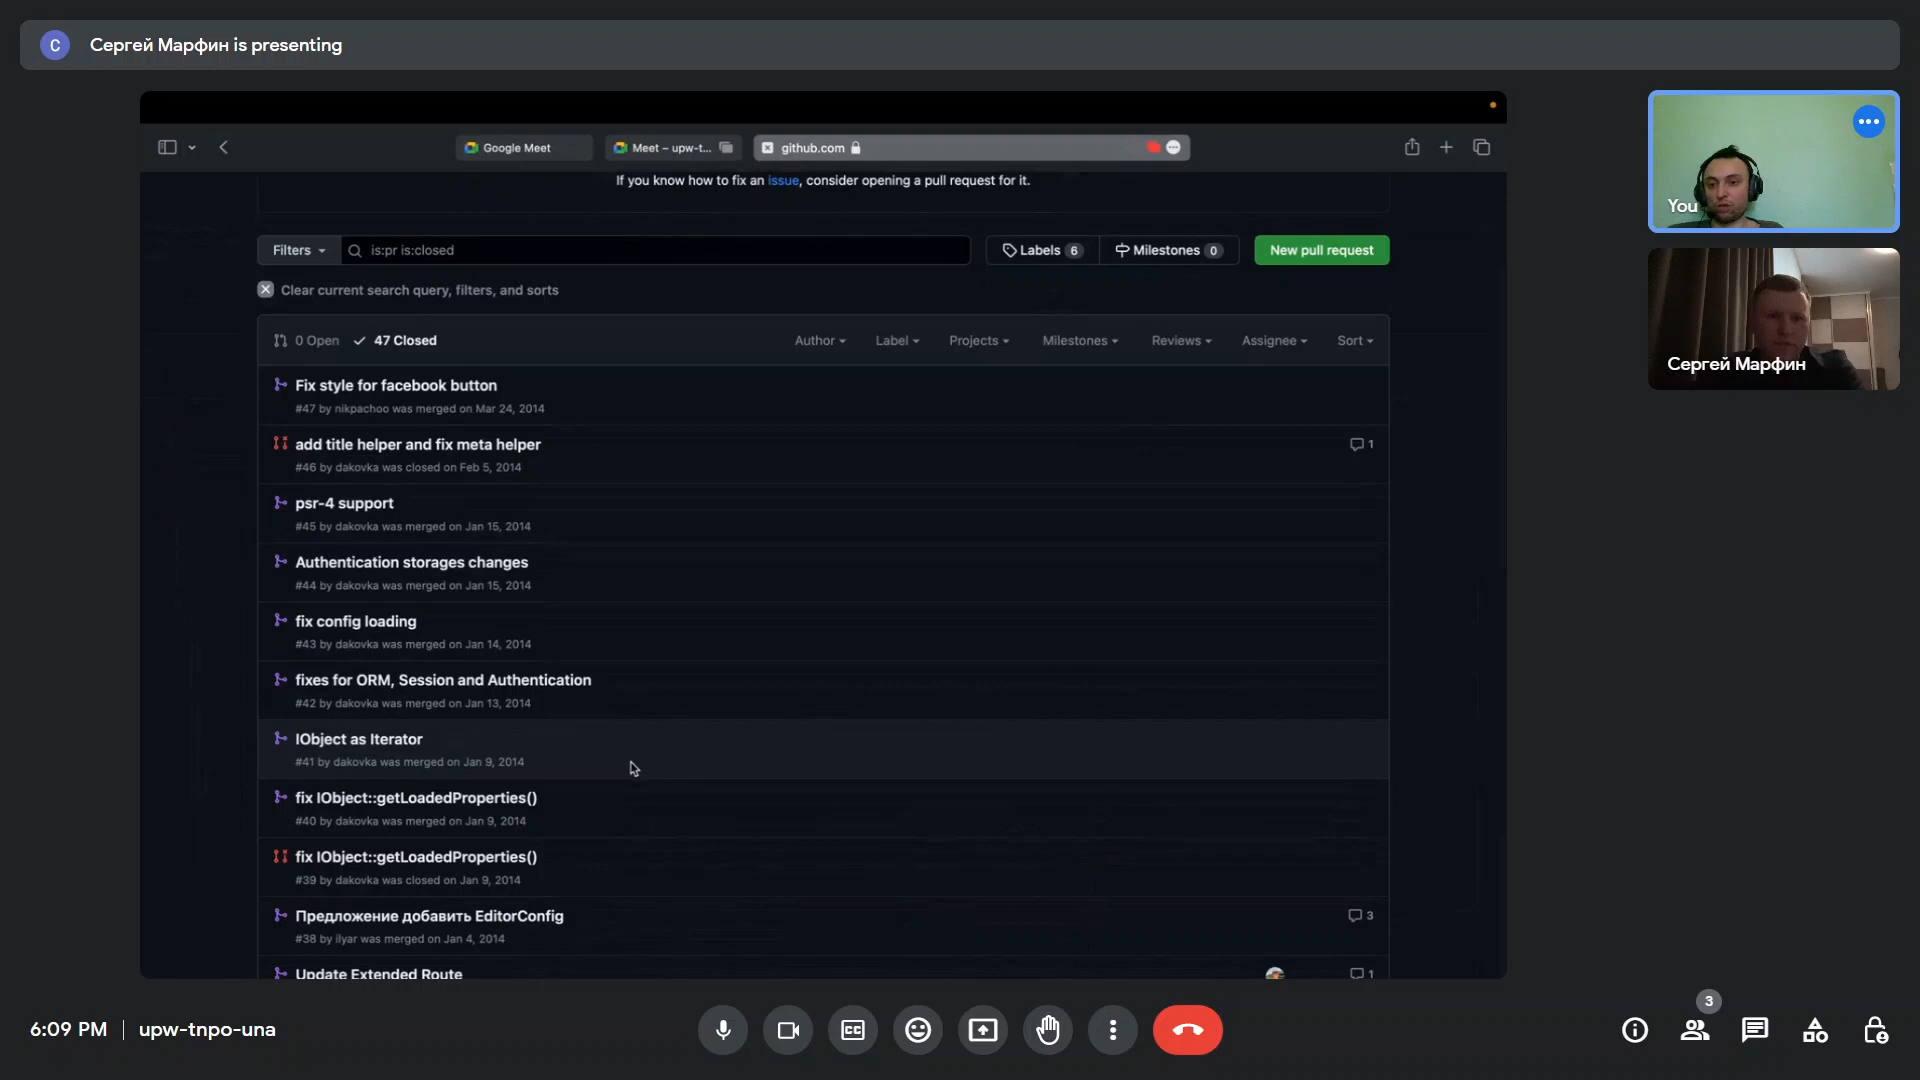 С Сергей Марфин is presenting
Google Meet
Meet – upw-t...
github.com
If you know how to fix an issue, consider opening a pull request for it.
Filters
is:pr is:closed
Labels 6
Milestones 0
New pull request
Clear current search query, filters, and sorts
0 Open
47 Closed
Author
Label
Projects
Milestones
Reviews
Assignee
Sort
Fix style for facebook button
#47 by nikpachoo was merged on Mar 24, 2014
add title helper and fix meta helper
1
#46 by dakovka was closed on Feb 5, 2014
psr-4 support
#45 by dakovka was merged on Jan 15, 2014
Authentication storages changes
#44 by dakovka was merged on Jan 15, 2014
fix config loading
#43 by dakovka was merged on Jan 14, 2014
fixes for ORM, Session and Authentication
#42 by dakovka was merged on Jan 13, 2014
IObject as Iterator
#41 by dakovka was merged on Jan 9, 2014
fix IObject::getLoadedProperties()
#40 by dakovka was merged on Jan 9, 2014
fix IObject::getLoadedProperties()
#39 by dakovka was closed on Jan 9, 2014
Предложение добавить EditorConfig
3
#38 by ilyar was merged on Jan 4, 2014
Update Extended Route
1
You
Сергей Марфин
6:09 PM
upw-tnpo-una
CC
3